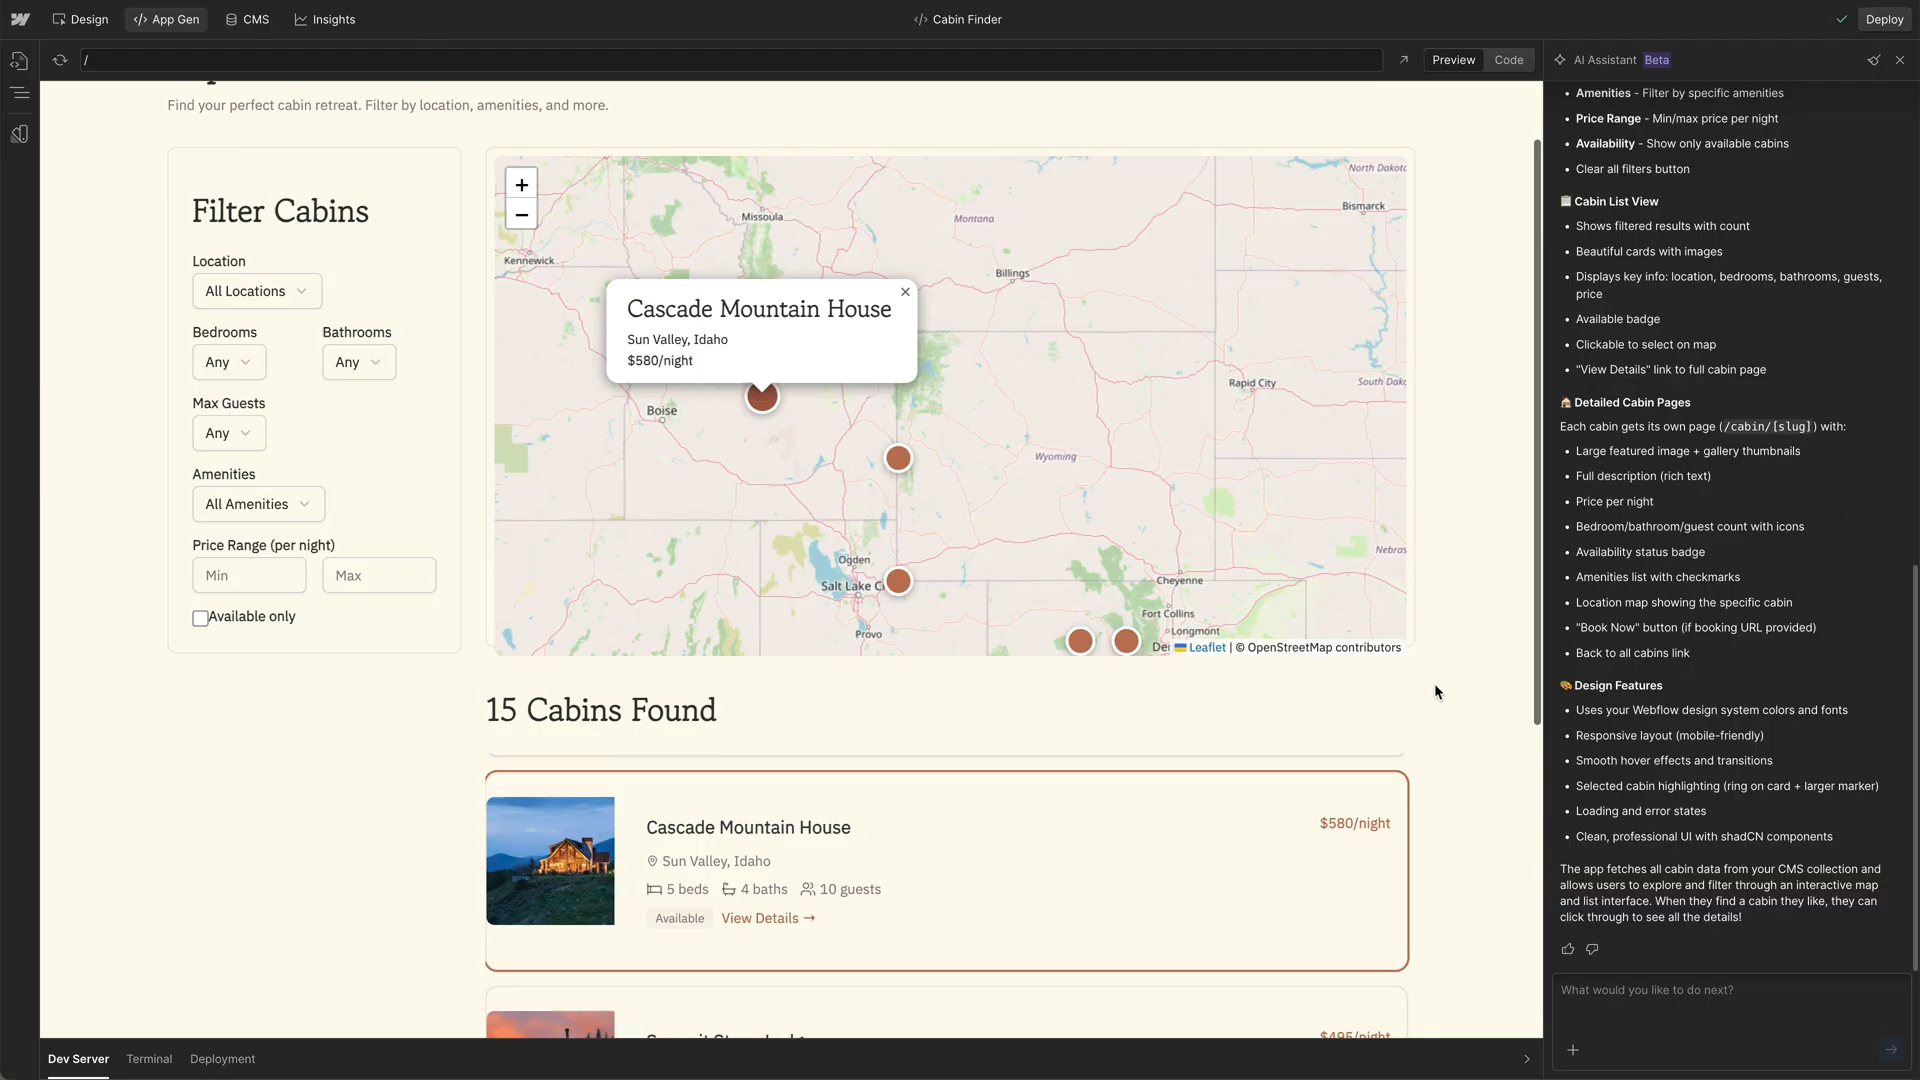 Design
App Gen
CMS
Insights
Cabin Finder
Deploy
/
Preview
Code
AI Assistant Beta
Find your perfect cabin retreat. Filter by location, amenities, and more.
Filter Cabins
Location
All Locations
Bedrooms
Bathrooms
Any
Any
Max Guests
Any
Amenities
All Amenities
Price Range (per night)
Min
Max
Available only
+
−
North Dakota
Missoula
Montana
Bismarck
Kennewick
Billings
Cascade Mountain House
Sun Valley, Idaho
$580/night
Rapid City
South Dak
Boise
Wyoming
Ogden
Nebras
Salt Lake C
Cheyenne
Fort Collins
Provo
Longmont
De
Leaflet | © OpenStreetMap contributors
15 Cabins Found
Cascade Mountain House
$580/night
Sun Valley, Idaho
5 beds
4 baths
10 guests
Available
View Details →
$495/night
Dev Server
Terminal
Deployment
• Amenities - Filter by specific amenities
• Price Range - Min/max price per night
• Availability - Show only available cabins
• Clear all filters button
Cabin List View
• Shows filtered results with count
• Beautiful cards with images
• Displays key info: location, bedrooms, bathrooms, guests,
price
• Available badge
• Clickable to select on map
• "View Details" link to full cabin page
Detailed Cabin Pages
Each cabin gets its own page (/cabin/[slug]) with:
• Large featured image + gallery thumbnails
• Full description (rich text)
• Price per night
• Bedroom/bathroom/guest count with icons
• Availability status badge
• Amenities list with checkmarks
• Location map showing the specific cabin
• "Book Now" button (if booking URL provided)
• Back to all cabins link
Design Features
• Uses your Webflow design system colors and fonts
• Responsive layout (mobile-friendly)
• Smooth hover effects and transitions
• Selected cabin highlighting (ring on card + larger marker)
• Loading and error states
• Clean, professional UI with shadCN components
The app fetches all cabin data from your CMS collection and
allows users to explore and filter through an interactive map
and list interface. When they find a cabin they like, they can
click through to see all the details!
What would you like to do next?